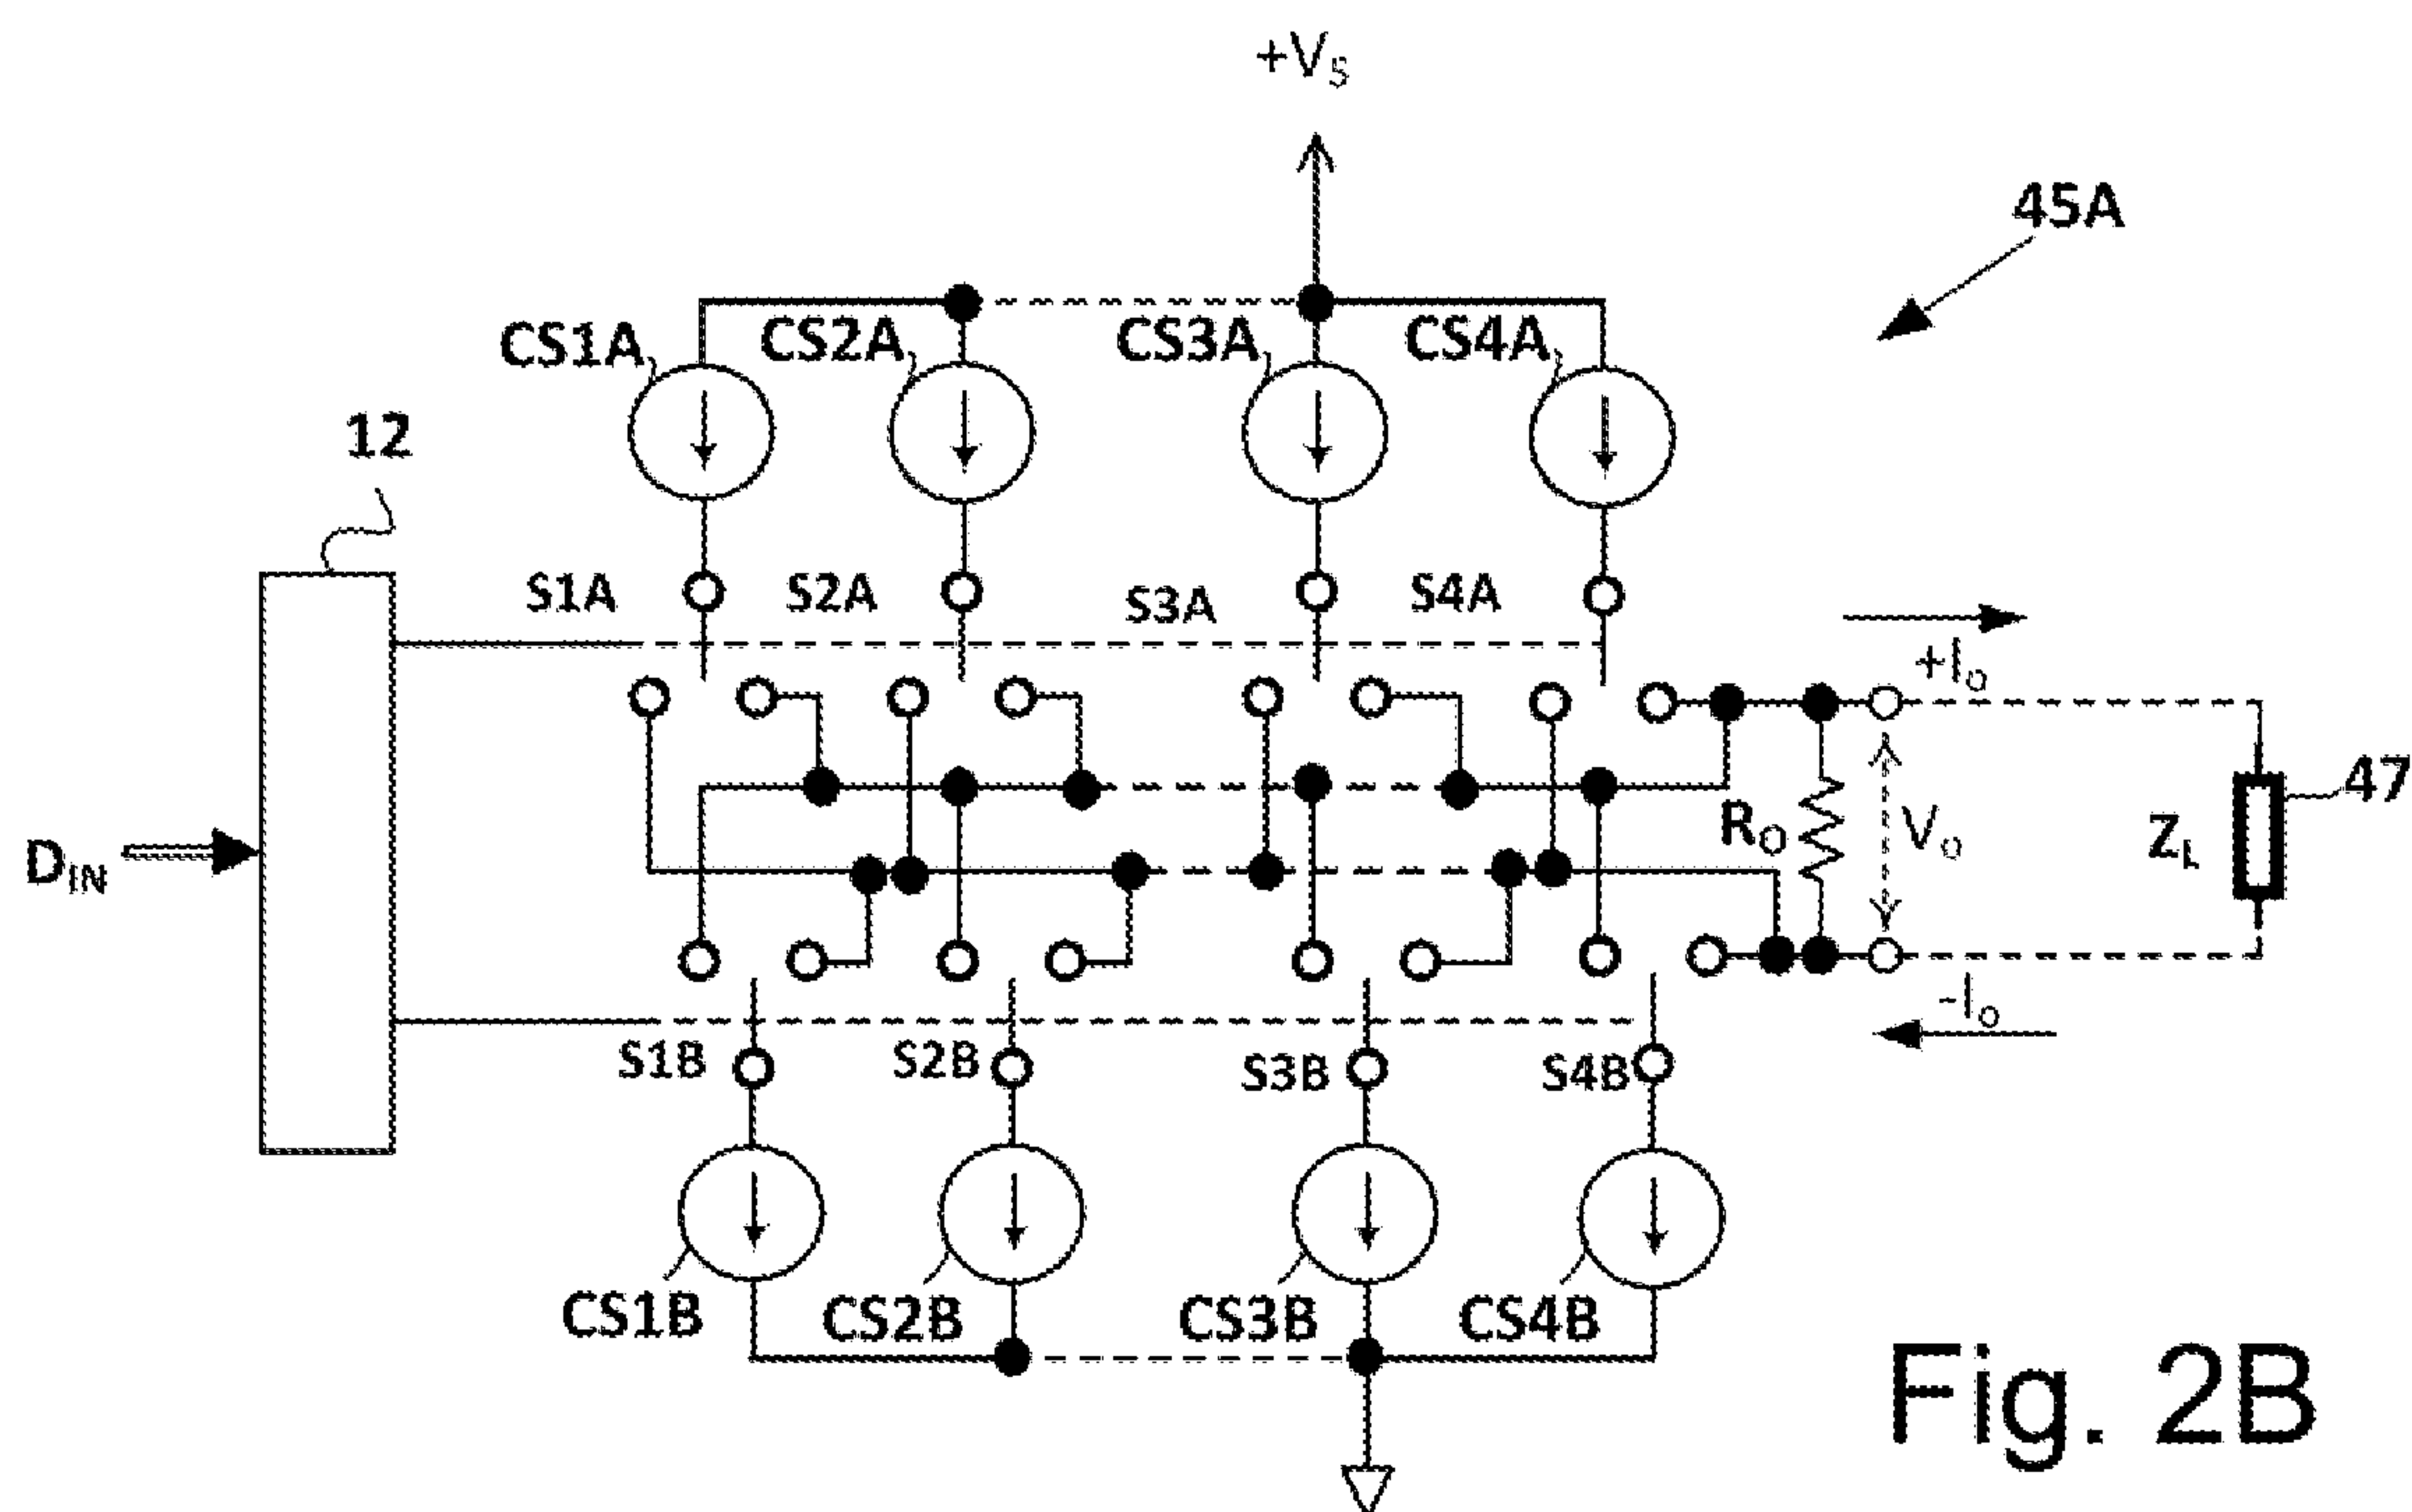 +VS
45A
CS1A
CS2A
CS3A
CS4A
12
S1A
S2A
S3A
S4A
+Io
DIN
RO
Vo
ZL
47
-Io
S1B
S2B
S3B
S4B
CS1B
CS2B
CS3B
CS4B
Fig. 2B